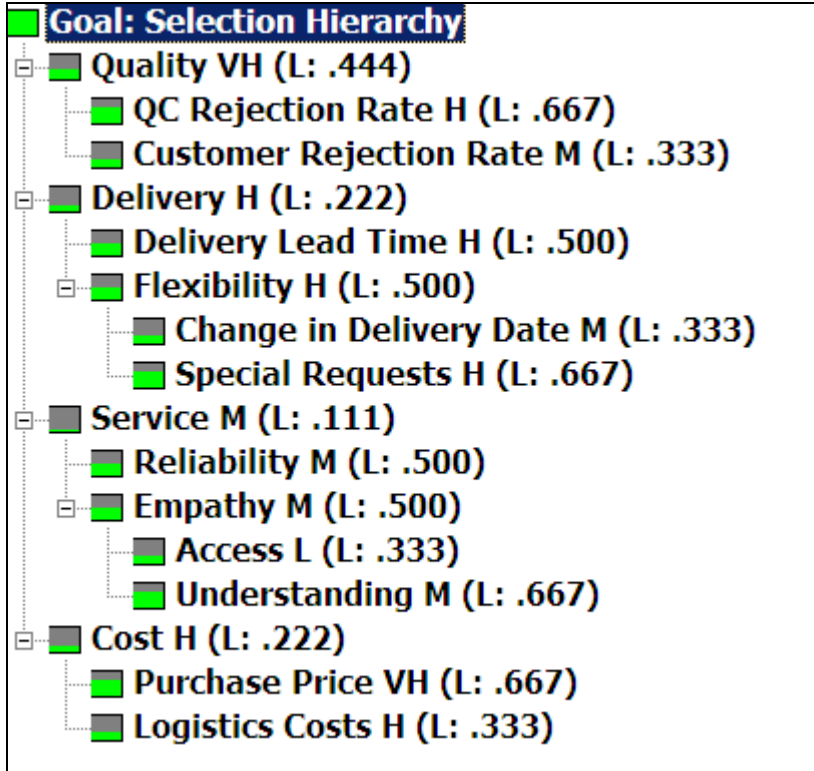 Goal: Selection Hierarchy
Quality VH (L: .444)
QC Rejection Rate H (L: .667)
Customer Rejection Rate M (L: .333)
Delivery H (L: .222)
Delivery Lead Time H (L: .500)
Flexibility H (L: .500)
Change in Delivery Date M (L: .333)
Special Requests H (L: .667)
Service M (L: .111)
Reliability M (L: .500)
Empathy M (L: .500)
Access L (L: .333)
Understanding M (L: .667)
Cost H (L: .222)
Purchase Price VH (L: .667)
Logistics Costs H (L: .333)